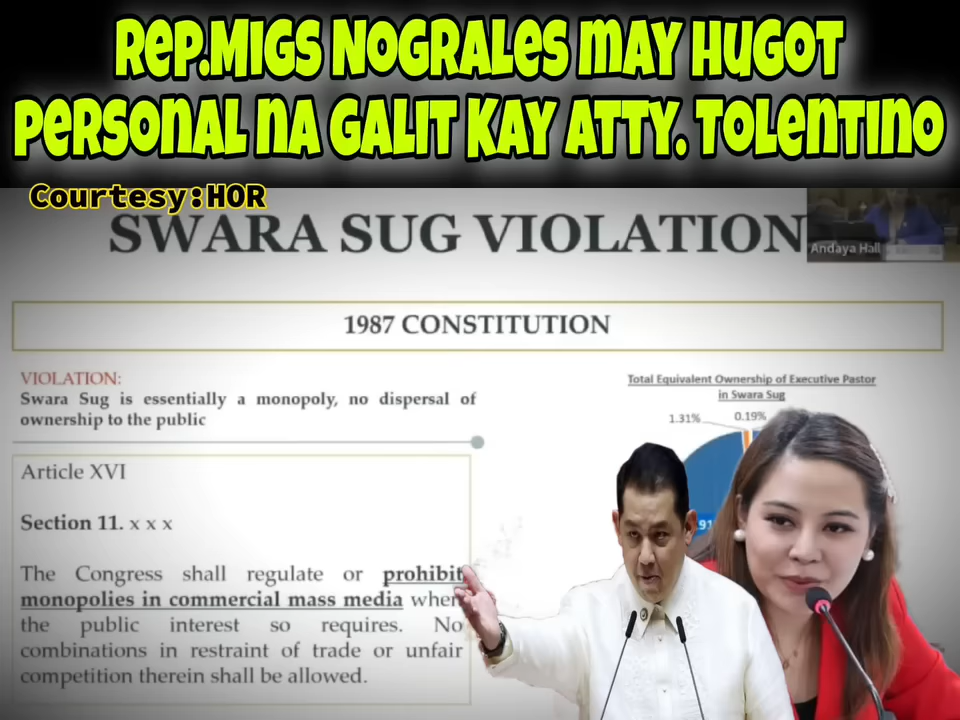 Rep.Migs Nograles may Hugot
Personal na Galit kay Atty. Tolentino
Courtesy:HOR
SWARA SUG VIOLATION
Andaya Hall
1987 CONSTITUTION
VIOLATION:
Swara Sug is essentially a monopoly, no dispersal of
ownership to the public
Total Equivalent Ownership of Executive Pastor
in Swara Sug
1.31%
0.19%
91
Article XVI
Section 11. x x x
The Congress shall regulate or prohibit
monopolies in commercial mass media when
the public interest so requires. No
combinations in restraint of trade or unfair
competition therein shall be allowed.